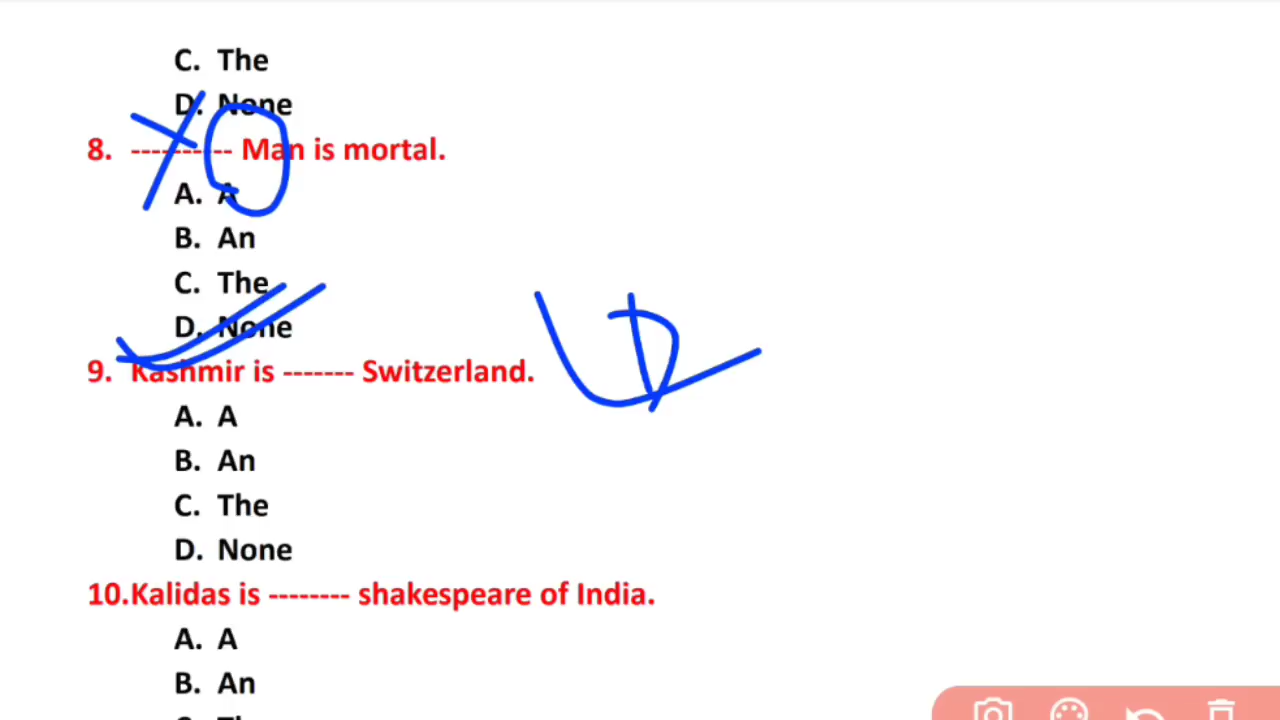 C. The
D. None
8. ---------- Man is mortal.
A. A
B. An
C. The
D. None
9. Kashmir is ------- Switzerland.
A. A
B. An
C. The
D. None
10.Kalidas is -------- shakespeare of India.
A. A
B. An